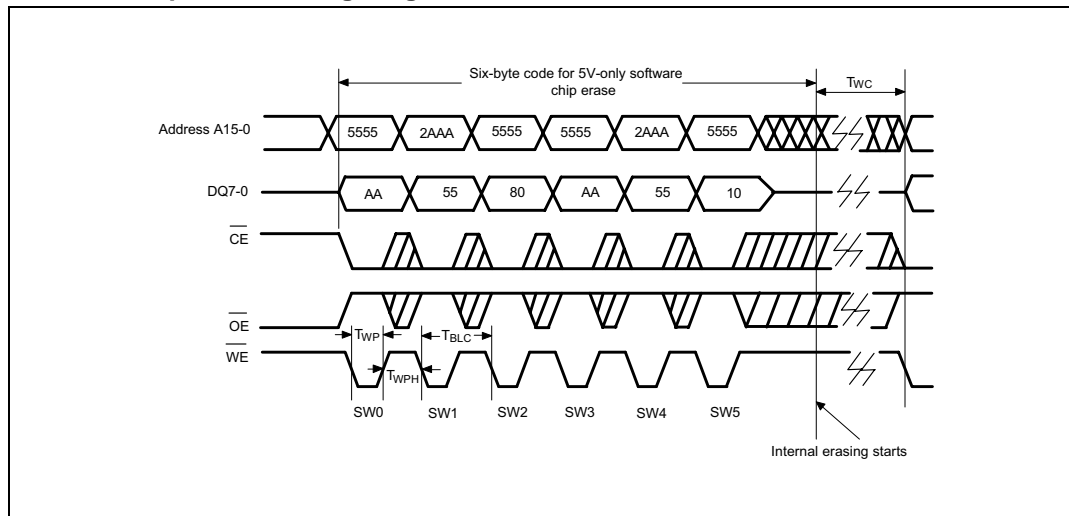 Six-byte code for 5V-only software
chip erase
TWC
Address A15-0
5555
2AAA
5555
5555
2AAA
5555
DQ7-0
AA
55
80
AA
55
10
CE
OE
TWP
TBLC
WE
TWPH
SW0
SW1
SW2
SW3
SW4
SW5
Internal erasing starts